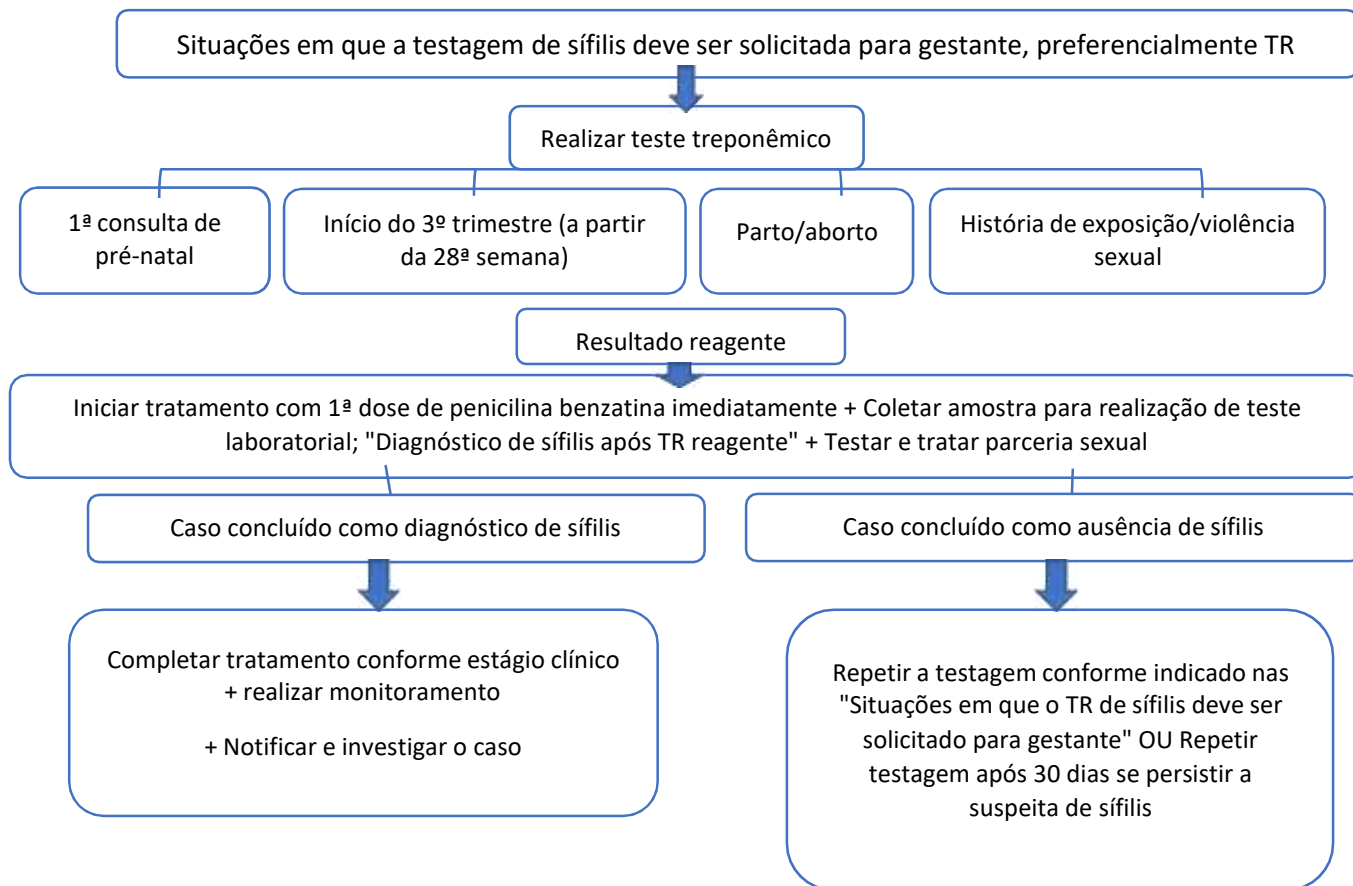 Situações em que a testagem de sífilis deve ser solicitada para gestante, preferencialmente TR
Realizar teste treponêmico
1ª consulta de
pré-natal
Início do 3º trimestre (a partir
da 28ª semana)
Parto/aborto
História de exposição/violência
sexual
Resultado reagente
Iniciar tratamento com 1ª dose de penicilina benzatina imediatamente + Coletar amostra para realização de teste
laboratorial; "Diagnóstico de sífilis após TR reagente" + Testar e tratar parceria sexual
Caso concluído como diagnóstico de sífilis
Caso concluído como ausência de sífilis
Completar tratamento conforme estágio clínico
+ realizar monitoramento
+ Notificar e investigar o caso
Repetir a testagem conforme indicado nas
"Situações em que o TR de sífilis deve ser
solicitado para gestante" OU Repetir
testagem após 30 dias se persistir a
suspeita de sífilis